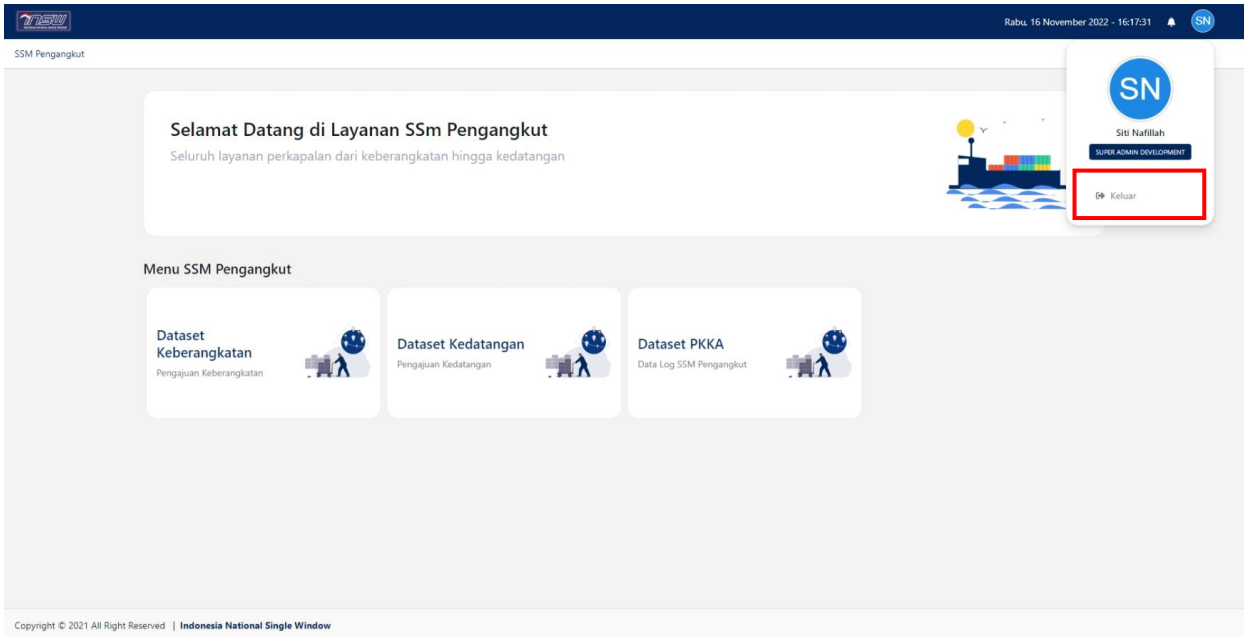 INSW
Rabu, 16 November 2022 - 16:17:31
SN
SSM Pengangkut
SN
Siti Nafillah
SUPER ADMIN DEVELOPMENT
Keluar
Selamat Datang di Layanan SSm Pengangkut
Seluruh layanan perkapalan dari keberangkatan hingga kedatangan
Menu SSM Pengangkut
Dataset
Keberangkatan
Pengajuan Keberangkatan
Dataset Kedatangan
Pengajuan Kedatangan
Dataset PKKA
Data Log SSM Pengangkut
Copyright © 2021 All Right Reserved | Indonesia National Single Window